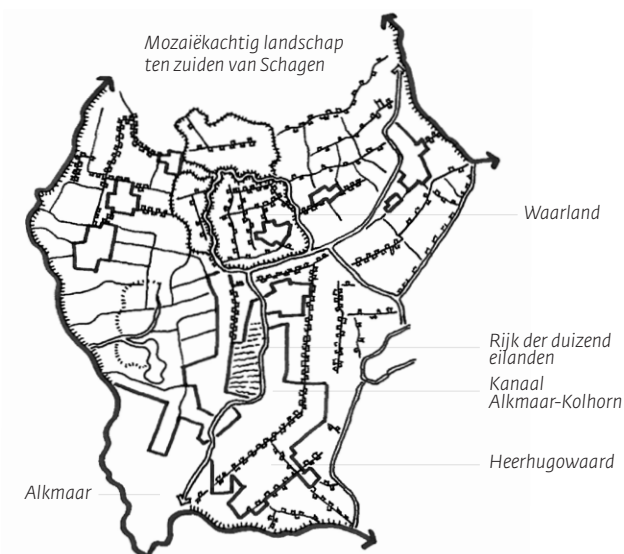 Mozaïekachtig landschap
ten zuiden van Schagen
Waarland
Rijk der duizend
eilanden
Kanaal
Alkmaar-Kolhorn
Heerhugowaard
Alkmaar